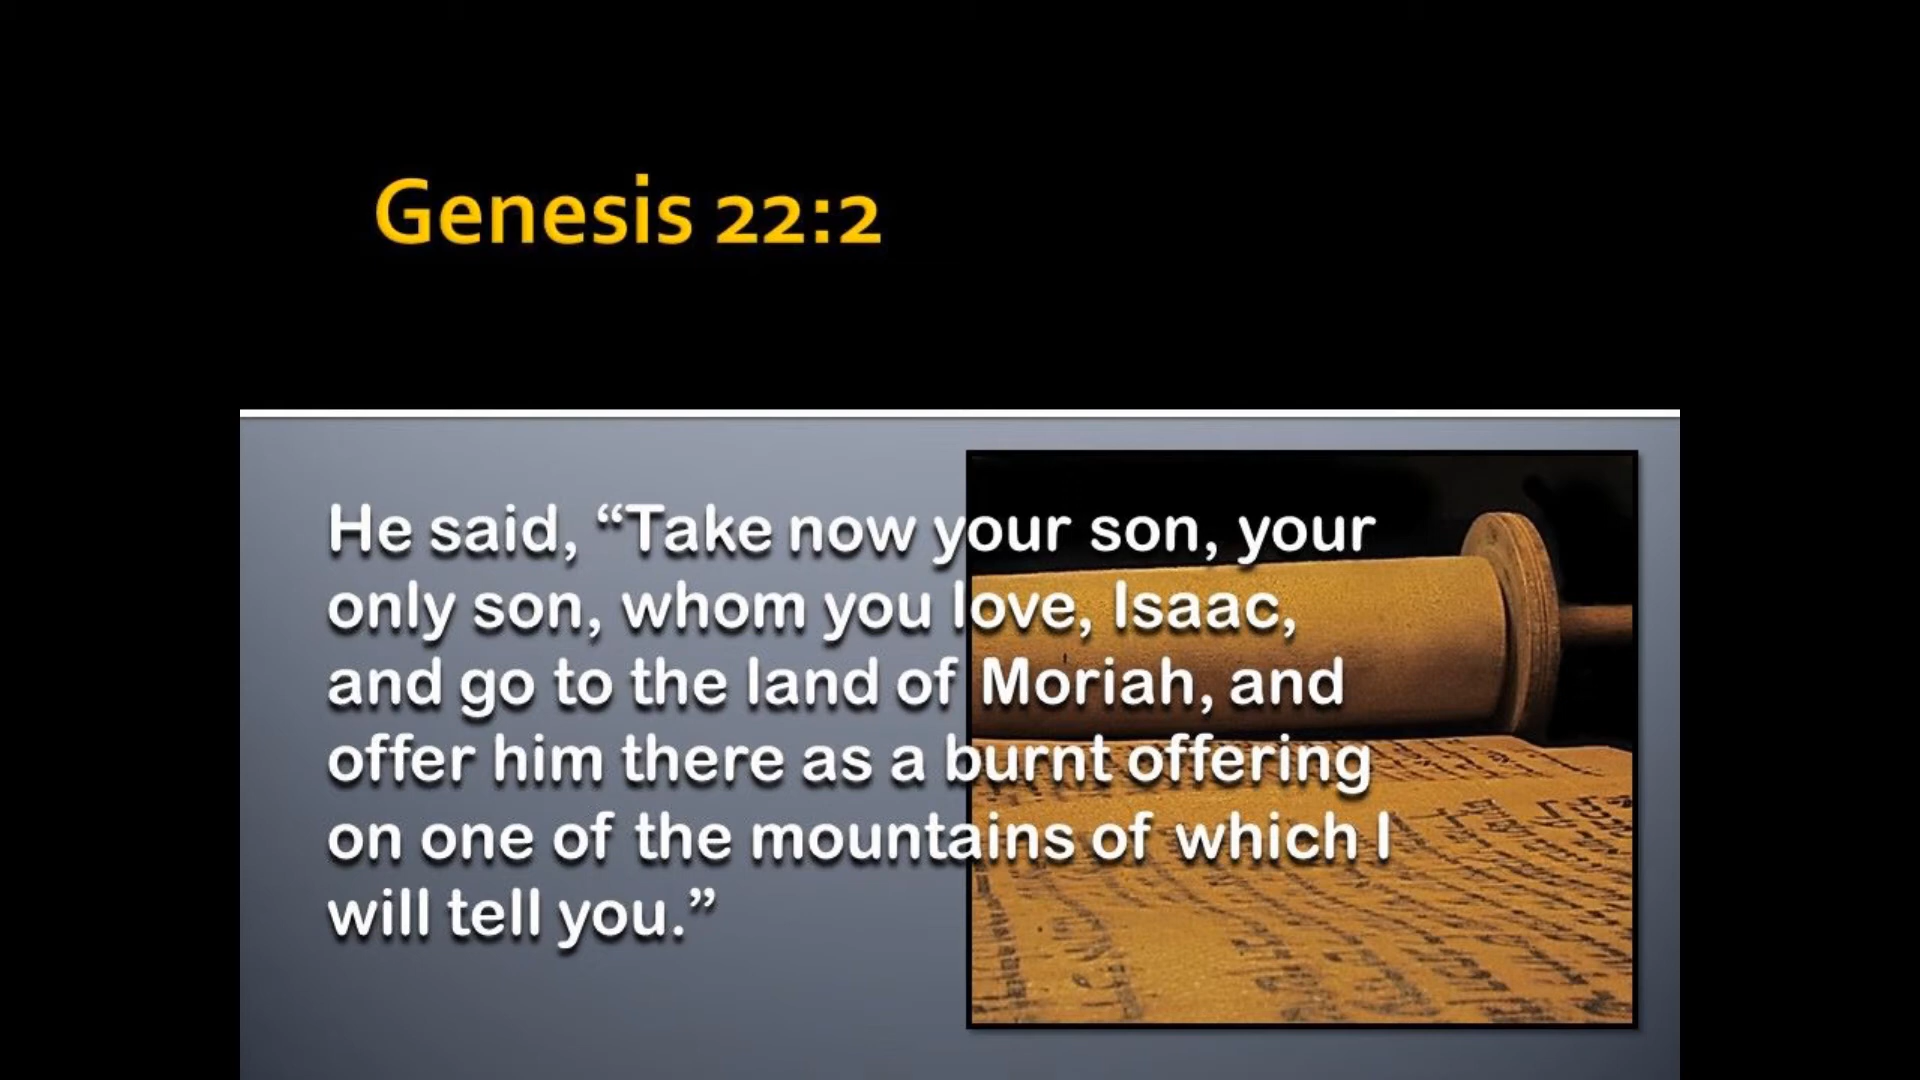 Genesis 22:2
He said, “Take now your son, your
only son, whom you love, Isaac,
and go to the land of Moriah, and
offer him there as a burnt offering
on one of the mountains of which I
will tell you.”